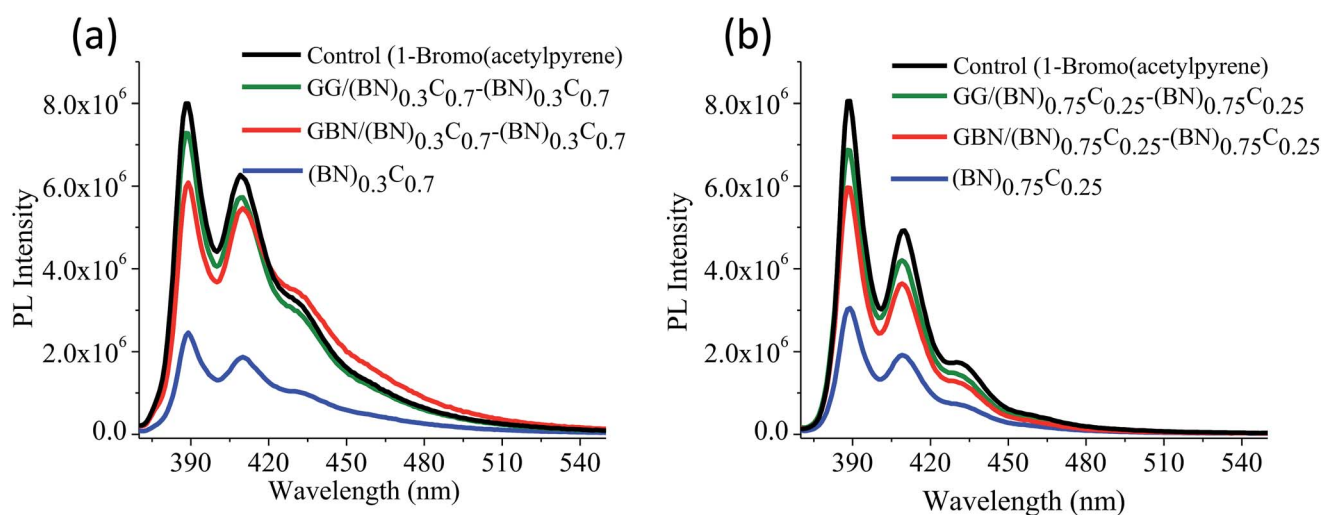 (a)
Control (1-Bromo(acetylpyrene)
GG/(BN)0.3C0.7-(BN)0.3C0.7
GBN/(BN)0.3C0.7-(BN)0.3C0.7
(BN)0.3C0.7
8.0x10^6
6.0x10^6
4.0x10^6
2.0x10^6
0.0
PL Intensity
390 420 450 480 510 540
Wavelength (nm)
(b)
Control (1-Bromo(acetylpyrene)
GG/(BN)0.75C0.25-(BN)0.75C0.25
GBN/(BN)0.75C0.25-(BN)0.75C0.25
(BN)0.75C0.25
8.0x10^6
6.0x10^6
4.0x10^6
2.0x10^6
0.0
PL Intensity
390 420 450 480 510 540
Wavelength (nm)